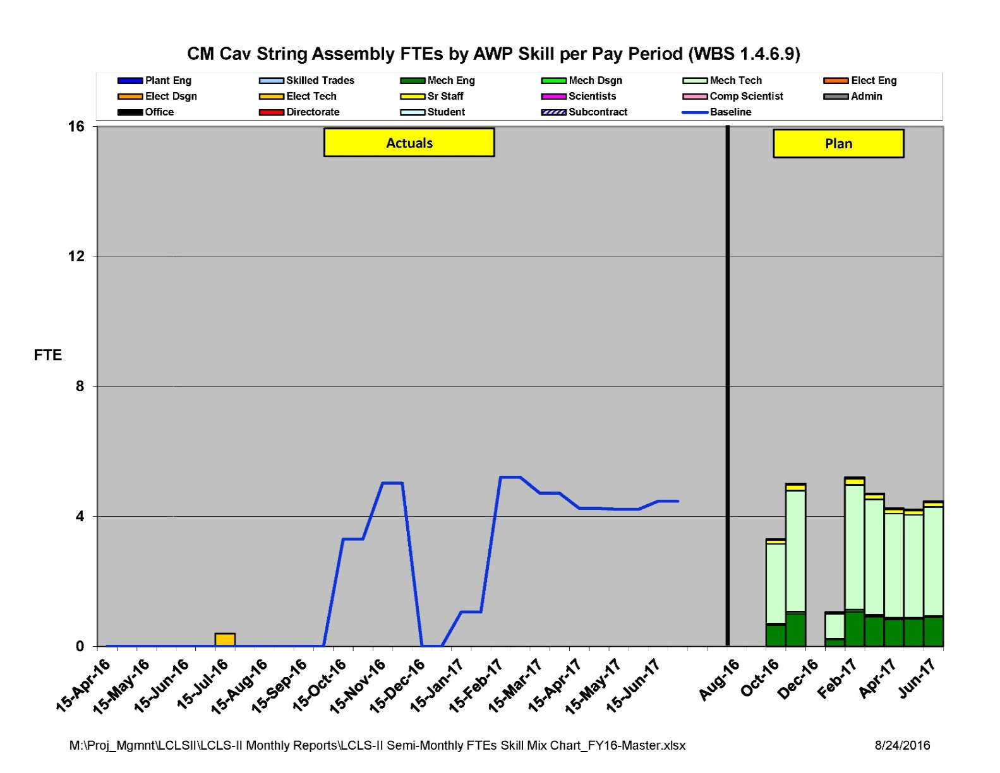 CM Cav String Assembly FTEs by AWP Skill per Pay Period (WBS 1.4.6.9)
Plant Eng Skilled Trades Mech Eng Mech Dsgn Mech Tech Elect Eng
Elect Dsgn Elect Tech Sr Staff Scientists Comp Scientist Admin
Office Directorate Student Subcontract Baseline
16
Actuals Plan
12
FTE
8
4
0
15-Apr-16 15-May-16 15-Jun-16 15-Jul-16 15-Aug-16 15-Sep-16 15-Oct-16 15-Nov-16 15-Dec-16 15-Jan-17 15-Feb-17 15-Mar-17 15-Apr-17 15-May-17 15-Jun-17 Aug-16 Oct-16 Dec-16 Feb-17 Apr-17 Jun-17
M:\Proj_Mgmnt\LCLSII\LCLS-II Monthly Reports\LCLS-II Semi-Monthly FTEs Skill Mix Chart_FY16-Master.xlsx 8/24/2016